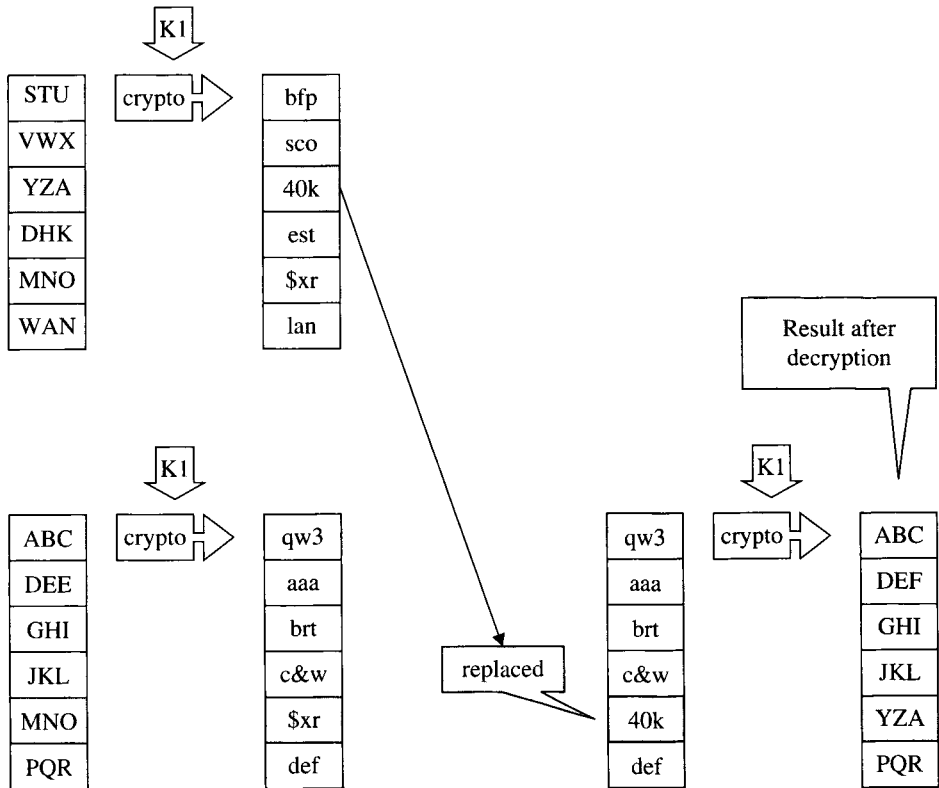 K1
STU
crypto
bfp
VWX
sco
YZA
40k
DHK
est
MNO
$xr
WAN
lan
Result after
decryption
K1
K1
ABC
crypto
qw3
qw3
crypto
ABC
DEE
aaa
aaa
DEF
GHI
brt
brt
GHI
replaced
JKL
c&w
c&w
JKL
MNO
$xr
40k
YZA
PQR
def
def
PQR